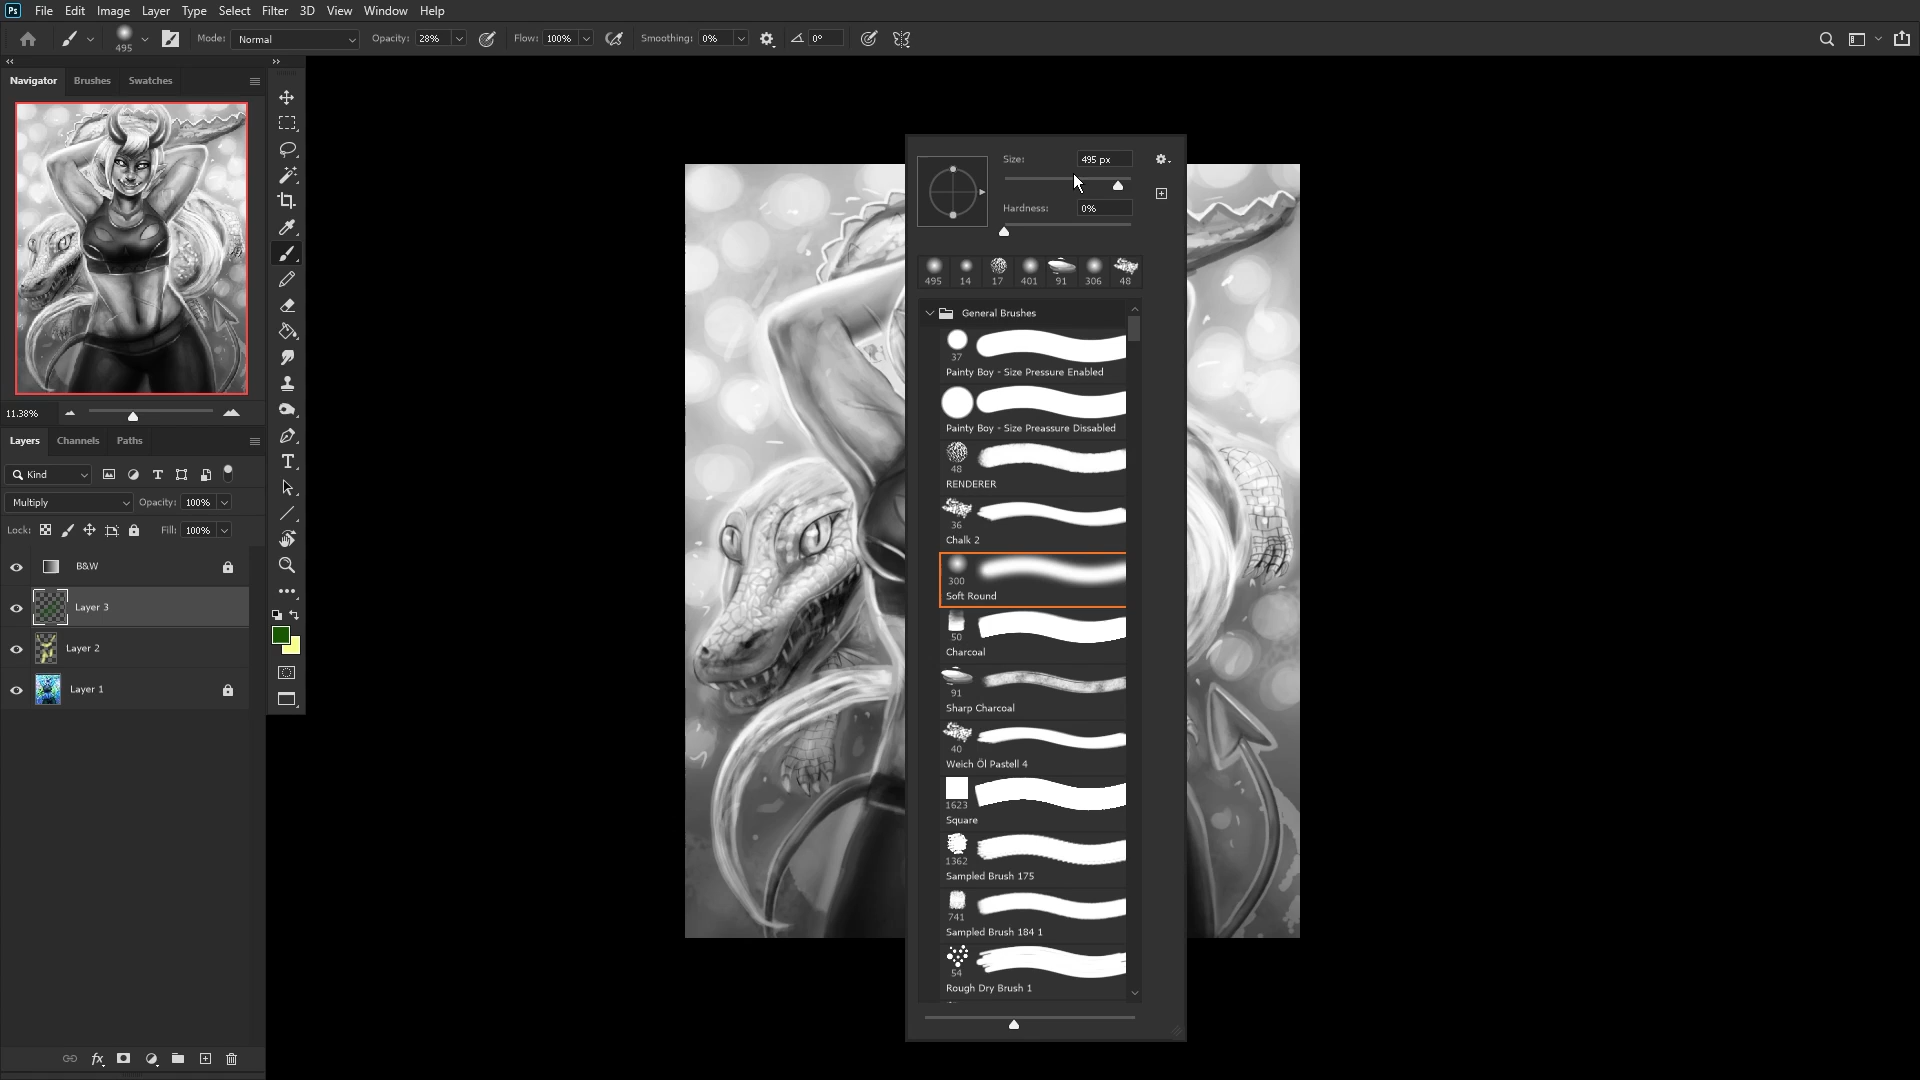 Ps File Edit Image Layer Type Select Filter 3D View Window Help
495 Mode: Normal Opacity: 28% Flow: 100% Smoothing: 0% 0°
Navigator Brushes Swatches
11.38%
Layers Channels Paths
Kind
Multiply Opacity: 100%
Lock: Fill: 100%
B&W
Layer 3
Layer 2
Layer 1
fx
Size: 495 px
Hardness: 0%
495 14 17 401 91 306 48
General Brushes
37
Painty Boy - Size Pressure Enabled
Painty Boy - Size Preassure Dissabled
48
RENDERER
36
Chalk 2
300
Soft Round
50
Charcoal
91
Sharp Charcoal
40
Weich Öl Pastell 4
1623
Square
1362
Sampled Brush 175
741
Sampled Brush 184 1
54
Rough Dry Brush 1